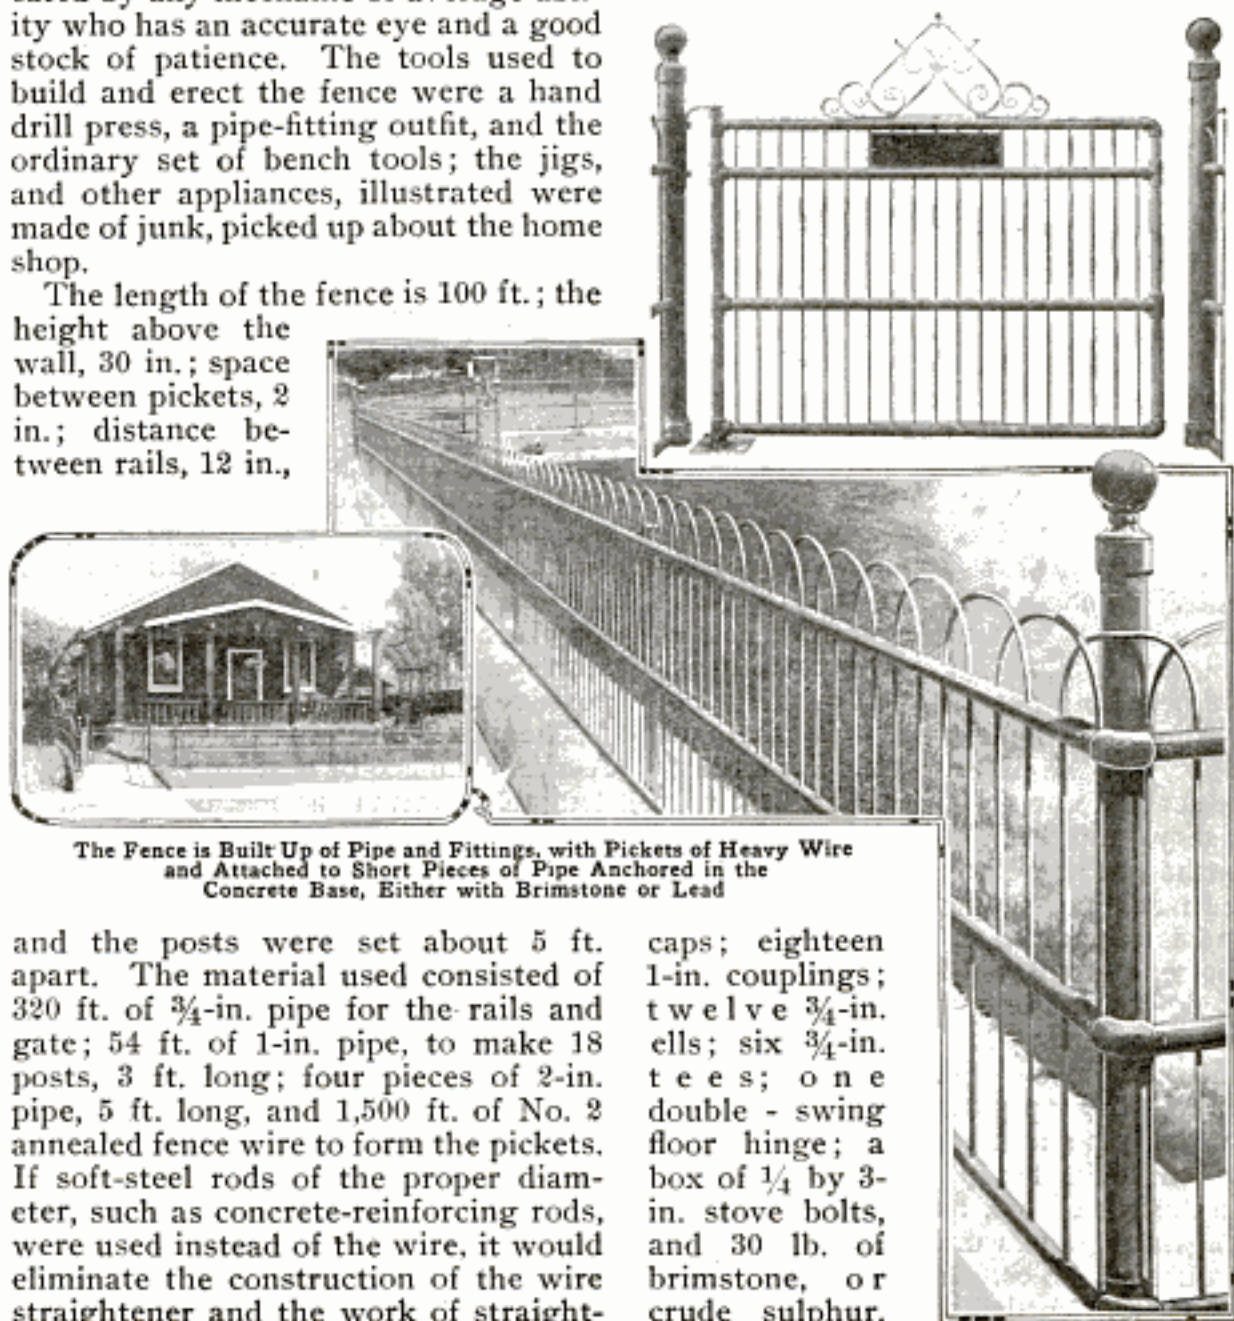 ity who has an accurate eye and a good
stock of patience. The tools used to
build and erect the fence were a hand
drill press, a pipe-fitting outfit, and the
ordinary set of bench tools; the jigs,
and other appliances, illustrated were
made of junk, picked up about the home
shop.
The length of the fence is 100 ft.; the
height above the
wall, 30 in.; space
between pickets, 2
in.; distance be-
tween rails, 12 in.,
The Fence is Built Up of Pipe and Fittings, with Pickets of Heavy Wire
and Attached to Short Pieces of Pipe Anchored in the
Concrete Base, Either with Brimstone or Lead
and the posts were set about 5 ft.
apart. The material used consisted of
320 ft. of ¾-in. pipe for the rails and
gate; 54 ft. of 1-in. pipe, to make 18
posts, 3 ft. long; four pieces of 2-in.
pipe, 5 ft. long, and 1,500 ft. of No. 2
annealed fence wire to form the pickets.
If soft-steel rods of the proper diam-
eter, such as concrete-reinforcing rods,
were used instead of the wire, it would
eliminate the construction of the wire
straightener and the work of straight-
caps; eighteen
1-in. couplings;
twelve ¾-in.
ells; six ¾-in.
tees; one
double - swing
floor hinge; a
box of ¼ by 3-
in. stove bolts,
and 30 lb. of
brimstone, or
crude sulphur.